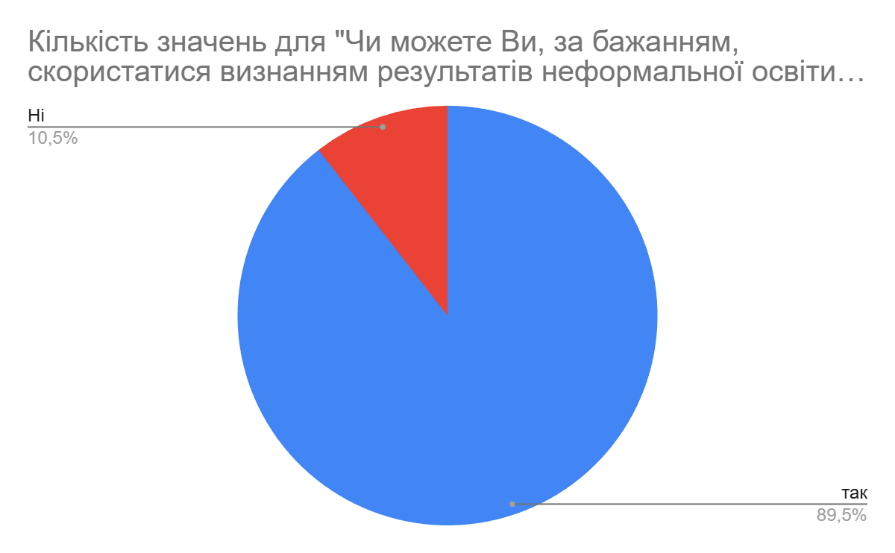 Кількість значень для "Чи можете Ви, за бажанням,
скористатися визнанням результатів неформальної освіти…
Ні
10,5%
так
89,5%